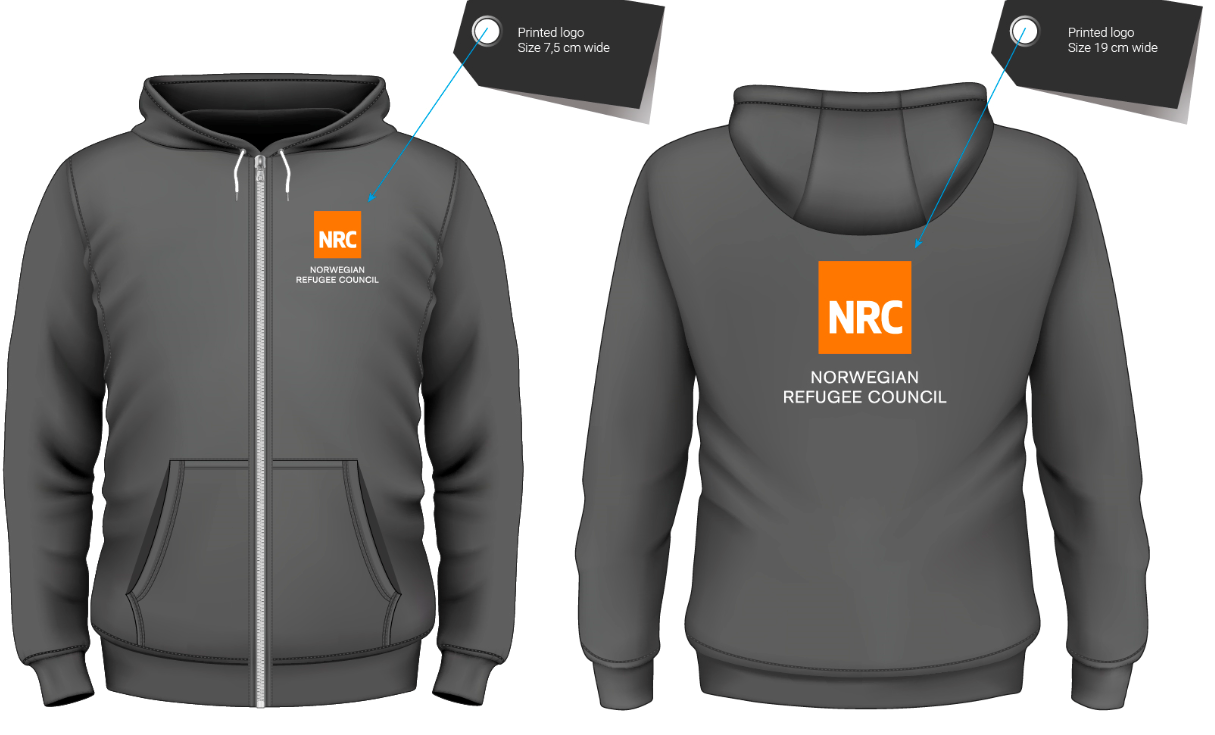 Printed logo
Size 7,5 cm wide
Printed logo
Size 19 cm wide
NRC
NORWEGIAN
REFUGEE COUNCIL
NRC
NORWEGIAN
REFUGEE COUNCIL